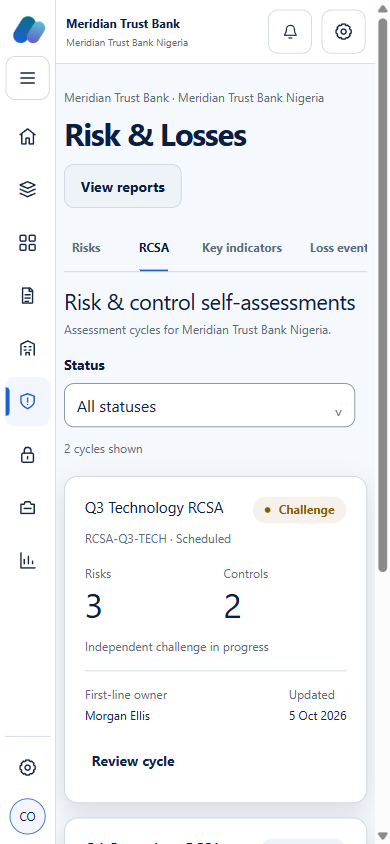 Meridian Trust Bank
Meridian Trust Bank Nigeria
Meridian Trust Bank · Meridian Trust Bank Nigeria
Risk & Losses
View reports
Risks RCSA Key indicators Loss event
Risk & control self-assessments
Assessment cycles for Meridian Trust Bank Nigeria.
Status
All statuses
2 cycles shown
Q3 Technology RCSA
Challenge
RCSA-Q3-TECH · Scheduled
Risks Controls
3 2
Independent challenge in progress
First-line owner Updated
Morgan Ellis 5 Oct 2026
Review cycle
CO